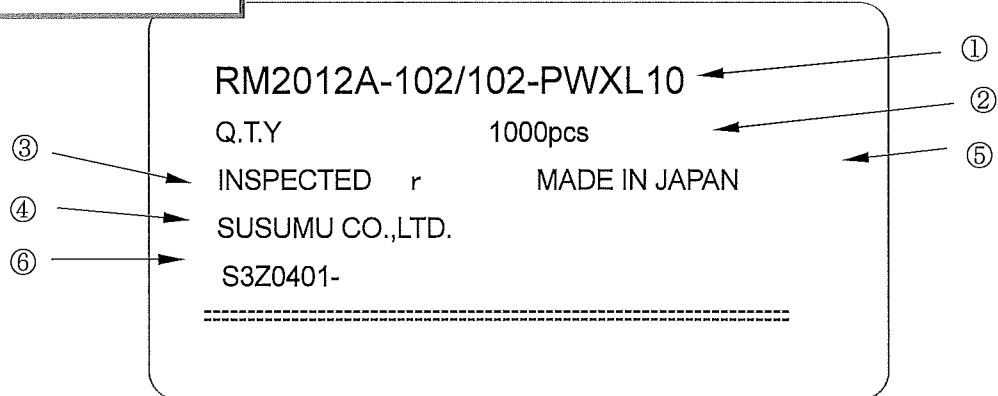 RM2012A-102/102-PWXL10 ①
Q.T.Y 1000pcs ②
③ INSPECTED r MADE IN JAPAN ⑤
④ SUSUMU CO.,LTD.
⑥ S3Z0401-